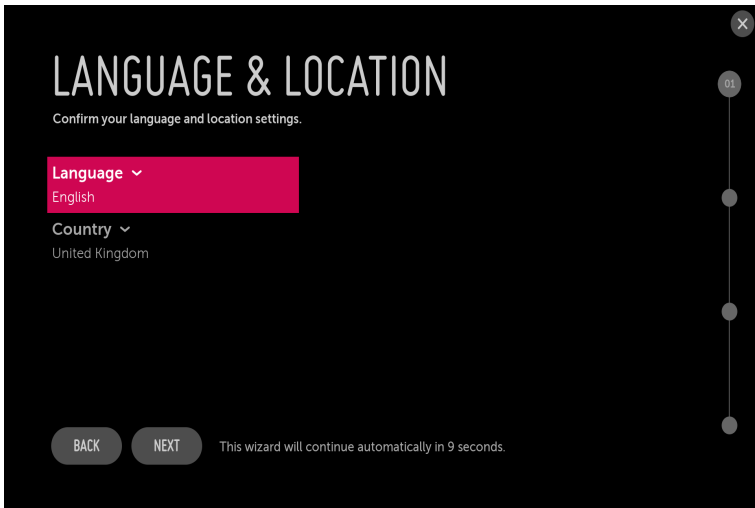 LANGUAGE & LOCATION
01
Confirm your language and location settings.
Language
English
Country
United Kingdom
BACK NEXT This wizard will continue automatically in 9 seconds.